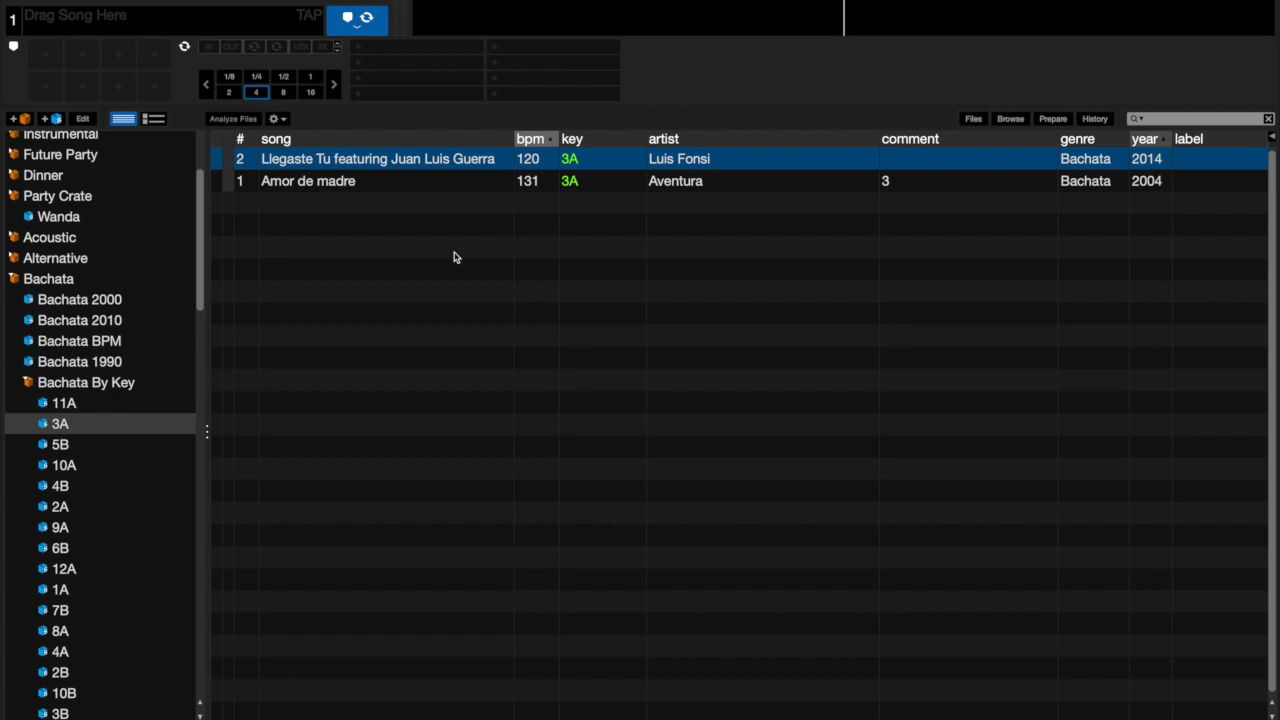 1 Drag Song Here TAP
IN OUT 1/2X 2X
1/8 1/4 1/2 1
2 4 8 16
Edit Analyze Files Files Browse Prepare History
# song bpm key artist comment genre year label
2 Llegaste Tu featuring Juan Luis Guerra 120 3A Luis Fonsi Bachata 2014
1 Amor de madre 131 3A Aventura 3 Bachata 2004
Instrumental
Future Party
Dinner
Party Crate
Wanda
Acoustic
Alternative
Bachata
Bachata 2000
Bachata 2010
Bachata BPM
Bachata 1990
Bachata By Key
11A
3A
5B
10A
4B
2A
9A
6B
12A
1A
7B
8A
4A
2B
10B
3B